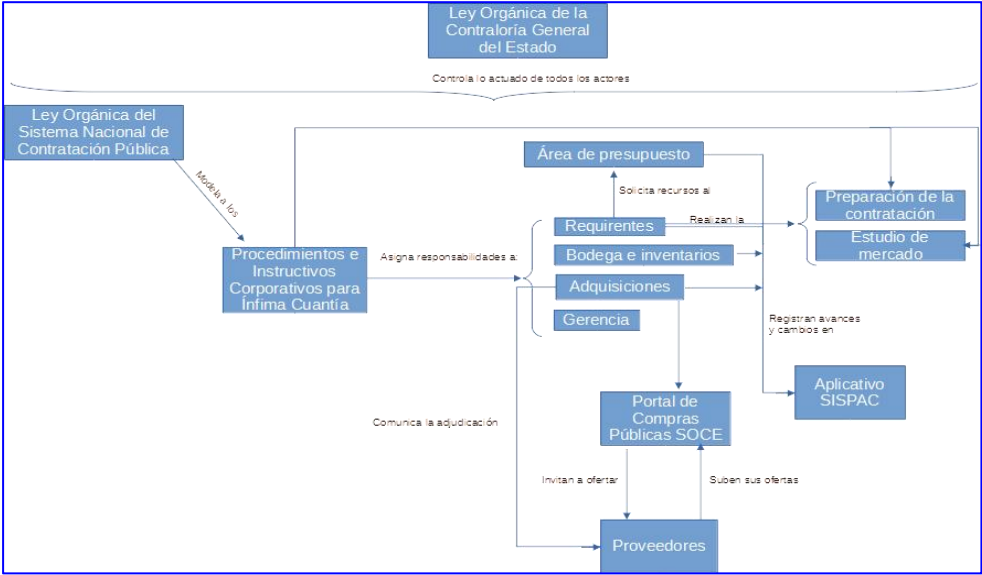 Ley Orgánica de la
Contraloría General
del Estado
Controla lo actuado de todos los actores
Ley Orgánica del
Sistema Nacional de
Contratación Pública
Modela a los
Área de presupuesto
Solicita recursos al
Requirentes
Realizan la
Preparación de la
contratación
Estudio de
mercado
Procedimientos e
Instructivos
Corporativos para
Ínfima Cuantía
Asigna responsabilidades a:
Bodega e inventarios
Adquisiciones
Gerencia
Registran avances
y cambios en
Aplicativo
SISPAC
Portal de
Compras
Públicas SOCE
Comunica la adjudicación
Invitan a ofertar
Suben sus ofertas
Proveedores